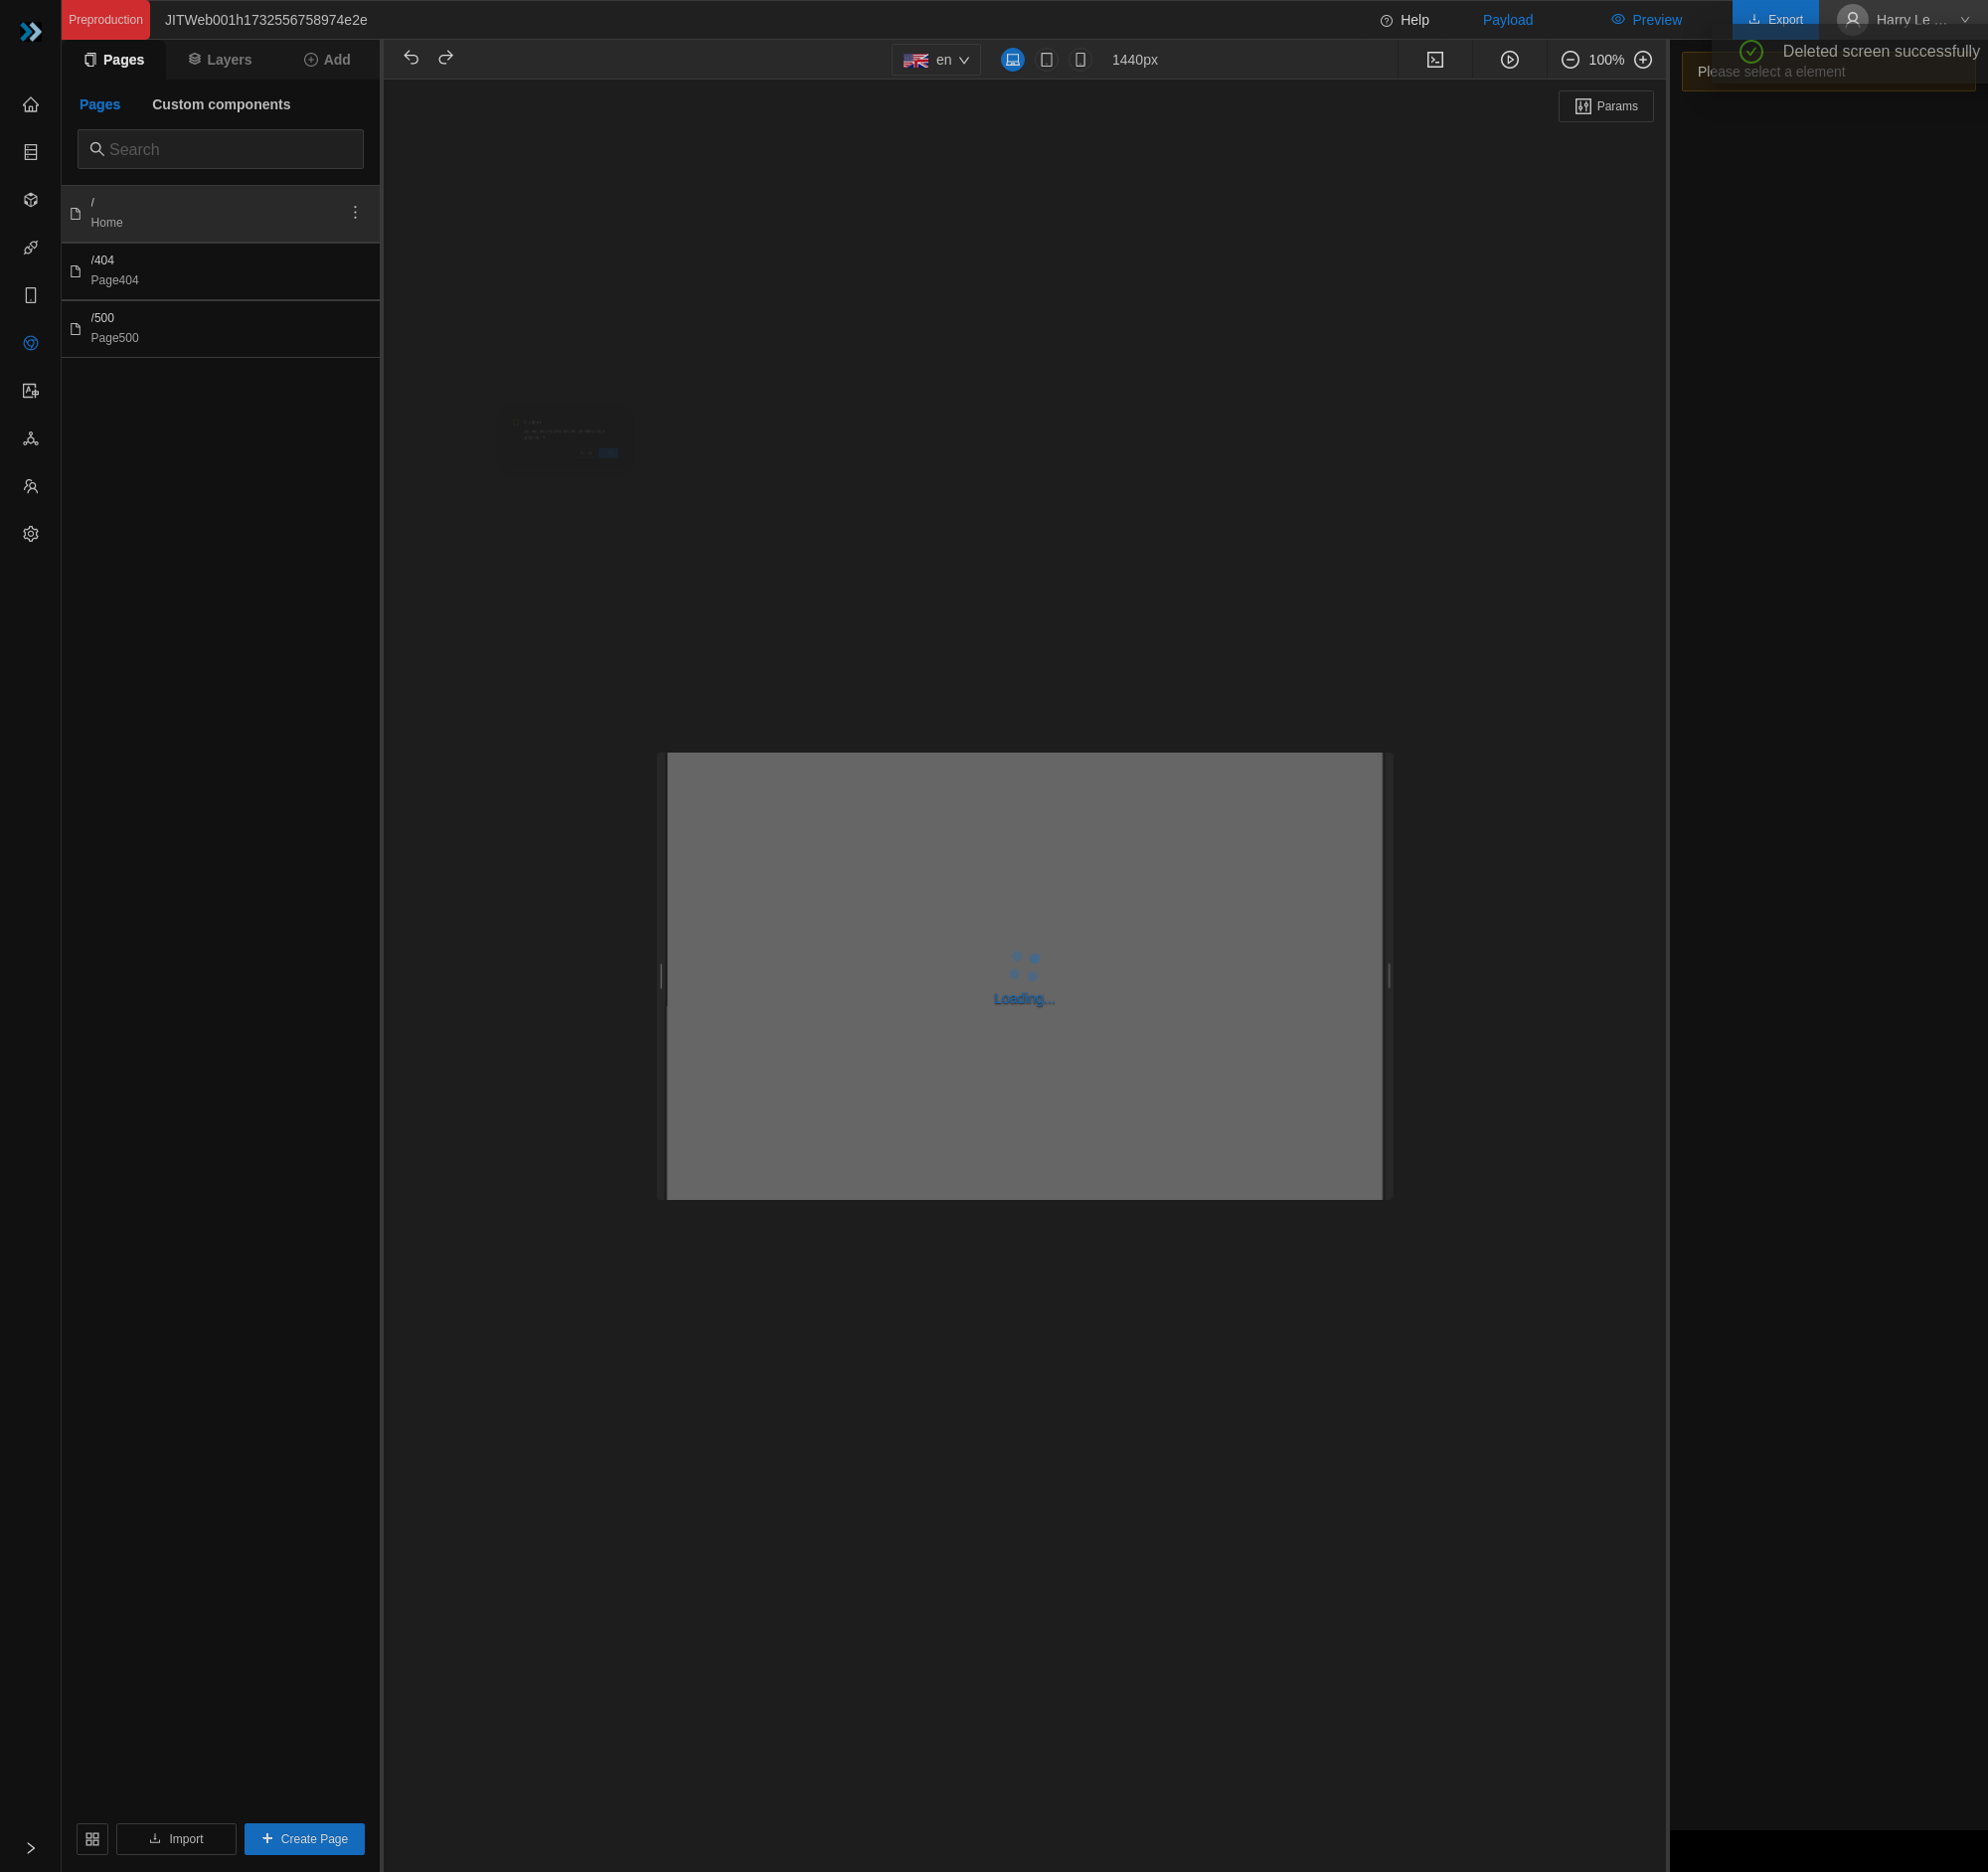 Preproduction
JITWeb001h1732556758974e2e
Help
Payload
Preview
Export
Harry Le ...
Deleted screen successfully
Please select a element
Pages
Layers
Add
en
1440px
100%
Pages
Custom components
Params
Search
/
Home
/404
Page404
/500
Page500
Loading...
Import
Create Page